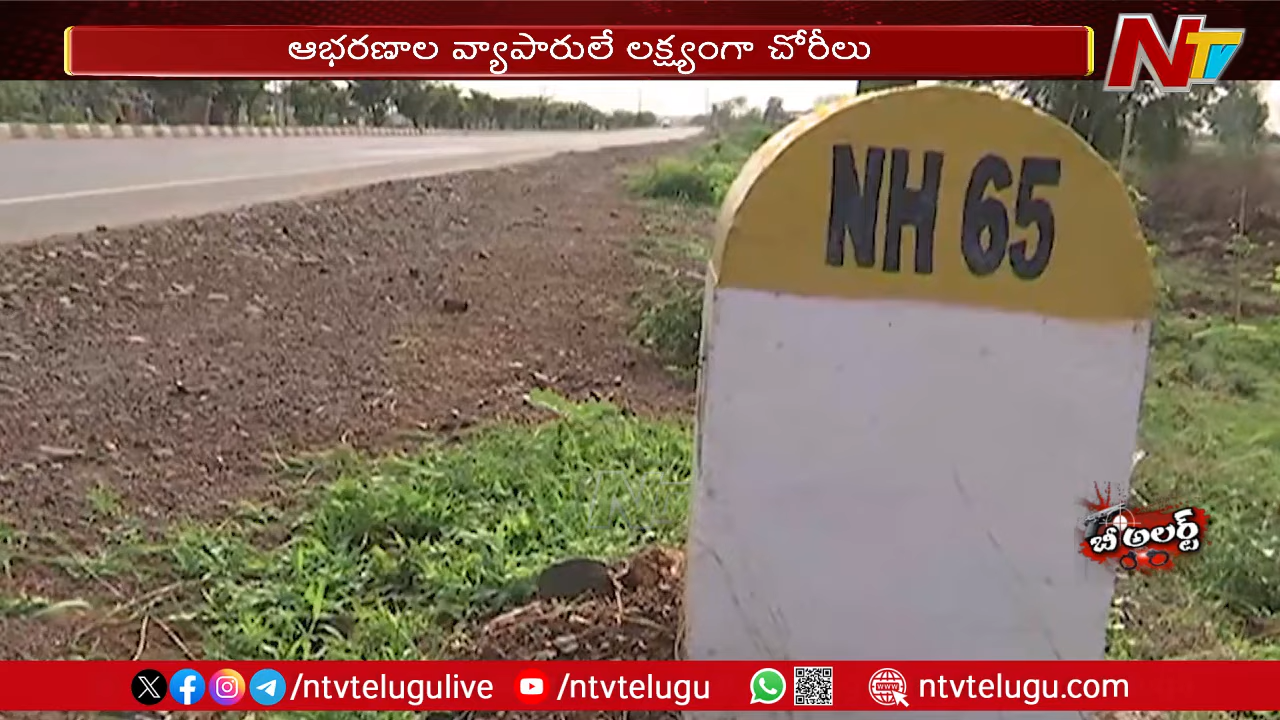 ఆభరణాల వ్యాపారులే లక్ష్యంగా చోరీలు
NTV
NH 65
బీ అలర్ట్
/ntvtelugulive
/ntvtelugu
ntvtelugu.com